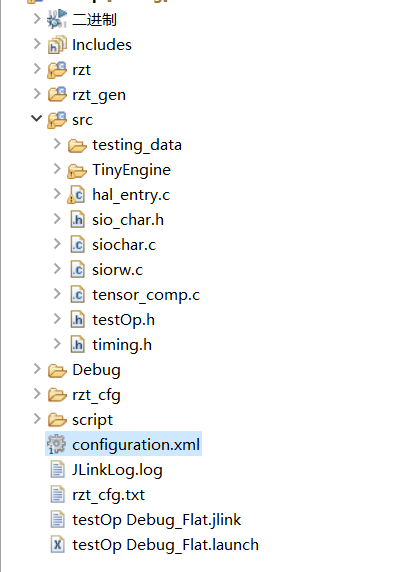 二进制
Includes
rzt
rzt_gen
src
testing_data
TinyEngine
hal_entry.c
sio_char.h
siochar.c
siorw.c
tensor_comp.c
testOp.h
timing.h
Debug
rzt_cfg
script
configuration.xml
JLinkLog.log
rzt_cfg.txt
testOp Debug_Flat.jlink
testOp Debug_Flat.launch